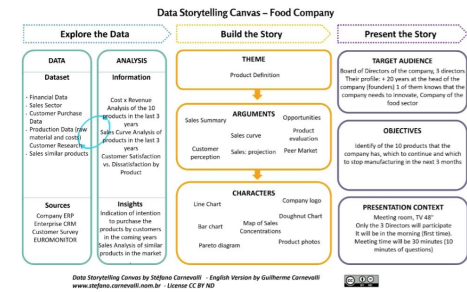 Data Storytelling Canvas – Food Company
Explore the Data
Build the Story
Present the Story
DATA
Dataset
- Financial Data
- Sales Sector
- Customer Purchase
Data
- Production Data (raw
material and costs)
Customer Research
- Sales similar products
Sources
Company ERP
Enterprise CRM
Customer Survey
EUROMONITOR
ANALYSIS
Information
Cost x Revenue
Analysis of the 10
products in the last 3
years
Sales Curve Analysis of
products in the last 3
years
Customer Satisfaction
vs. Dissatisfaction by
Product
Insights
Indication of intention
to purchase the
products by customers
in the coming years
Sales Analysis of similar
products in the market
THEME
Product Definition
ARGUMENTS
Sales Summary
Opportunities
Sales curve
Product
evaluation
Customer
perception
Sales: projection
Peer Market
CHARACTERS
Line Chart
Company logo
Doughnut Chart
Bar chart
Map of Sales
Concentrations
Pareto diagram
Product photos
TARGET AUDIENCE
Board of Directors of the company, 3 directors
Their profile: + 20 years at the head of the
company (founders) 1 of them knows that the
company needs to innovate, Company of the
food sector
OBJECTIVES
Identify of the 10 products that the
company has, which to continue and which
to stop manufacturing in the next 3 months
PRESENTATION CONTEXT
Meeting room, TV 48"
Only the 3 Directors will participate
It will be in the morning (first time).
Meeting time will be 30 minutes (10
minutes of questions)
Data Storytelling Canvas by Stéfano Carnevalli - English Version by Guilherme Carnevalli
www.stefano.carnevalli.nom.br - License CC BY ND